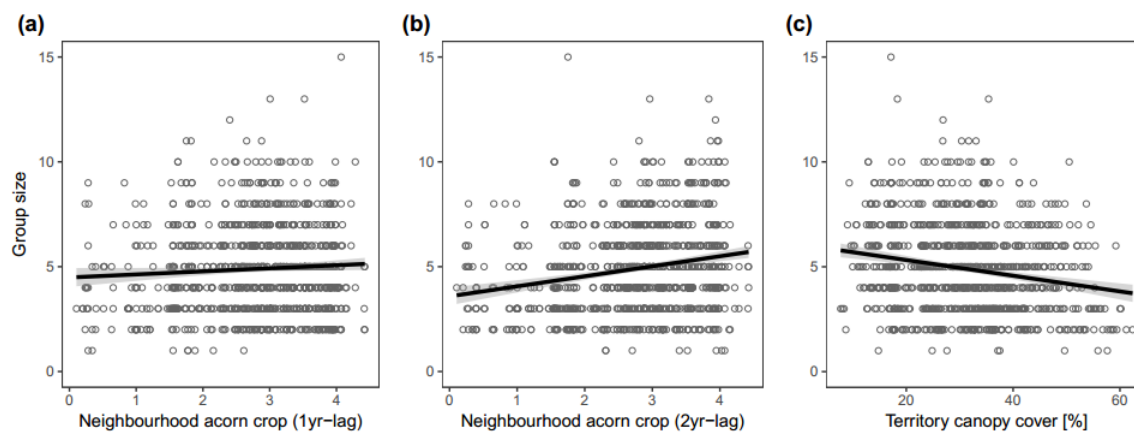 (a)
(b)
(c)
Group size
15
10
5
0
0 1 2 3 4
Neighbourhood acorn crop (1yr−lag)
15
10
5
0
0 1 2 3 4
Neighbourhood acorn crop (2yr−lag)
15
10
5
0
20 40 60
Territory canopy cover [%]